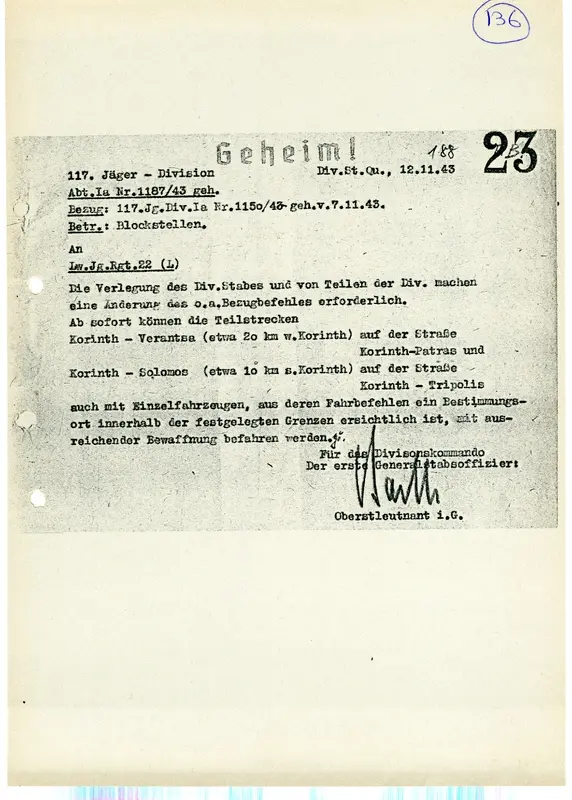 136
Geheim!
188
23
B
117. Jäger - Division
Div.St.Qu., 12.11.43
Abt.Ia Nr.1187/43 geh.
Bezug: 117.Jg.Div.Ia Nr.1150/43 geh.v.7.11.43.
Betr.: Blockstellen.
An
Lw.Jg.Rgt.22 (L)
Die Verlegung des Div.Stabes und von Teilen der Div. machen
eine Änderung des o.a.Bezugbefehles erforderlich.
Ab sofort können die Teilstrecken
Korinth - Verantsa (etwa 20 km w.Korinth) auf der Straße
Korinth-Patras und
Korinth - Solomos (etwa 10 km s.Korinth) auf der Straße
Korinth - Tripolis
auch mit Einzelfahrzeugen, aus deren Fahrbefehlen ein Bestimmungs-
ort innerhalb der festgelegten Grenzen ersichtlich ist, mit aus-
reichender Bewaffnung befahren werden.
Für das Divisonskommando
Der erste Generalstabsoffizier:
Oberstleutnant i.G.